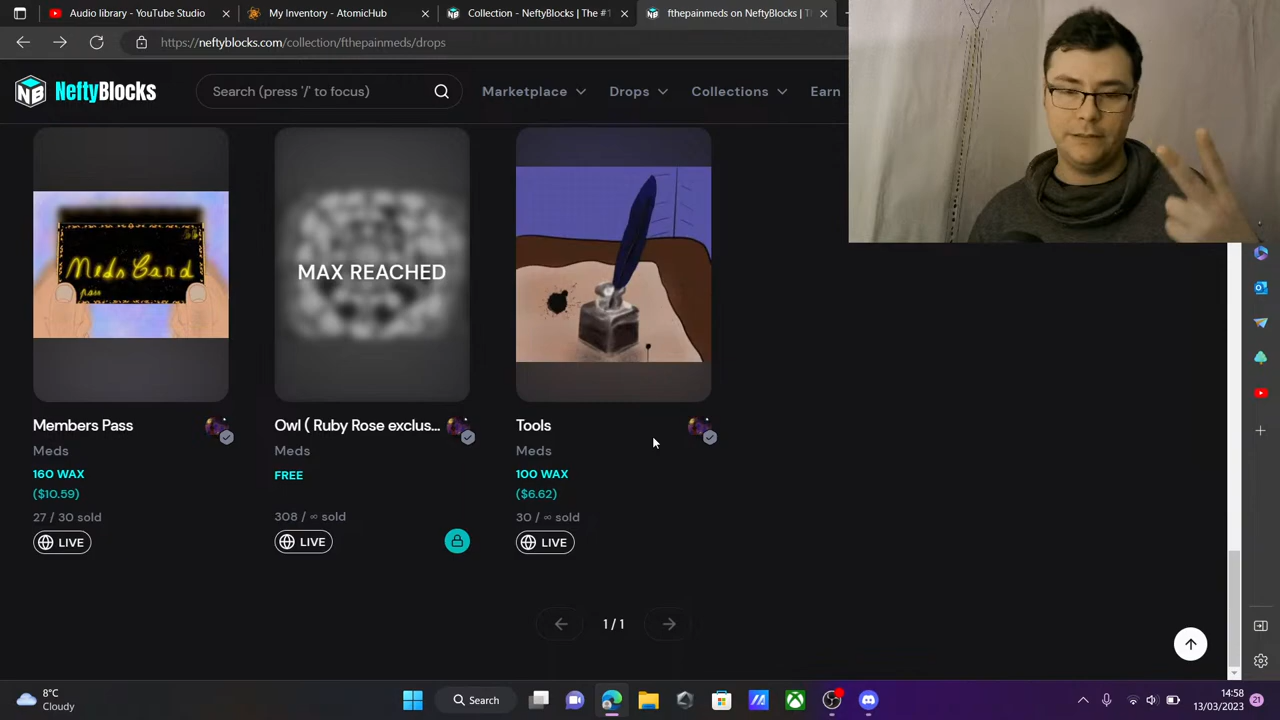 Audio library - YouTube Studio
My Inventory - AtomicHub
Collection - NeftyBlocks | The #1
fthepainmeds on NeftyBlocks | T
https://neftyblocks.com/collection/fthepainmeds/drops
NB NeftyBlocks
Search (press '/' to focus)
Marketplace
Drops
Collections
Earn
Meds Card
pass
MAX REACHED
Members Pass
Owl ( Ruby Rose exclus...
Tools
Meds
Meds
Meds
160 WAX
FREE
100 WAX
($10.59)
($6.62)
27 / 30 sold
308 / ∞ sold
30 / ∞ sold
LIVE
LIVE
LIVE
1 / 1
8°C
Cloudy
Search
14:58
13/03/2023
21